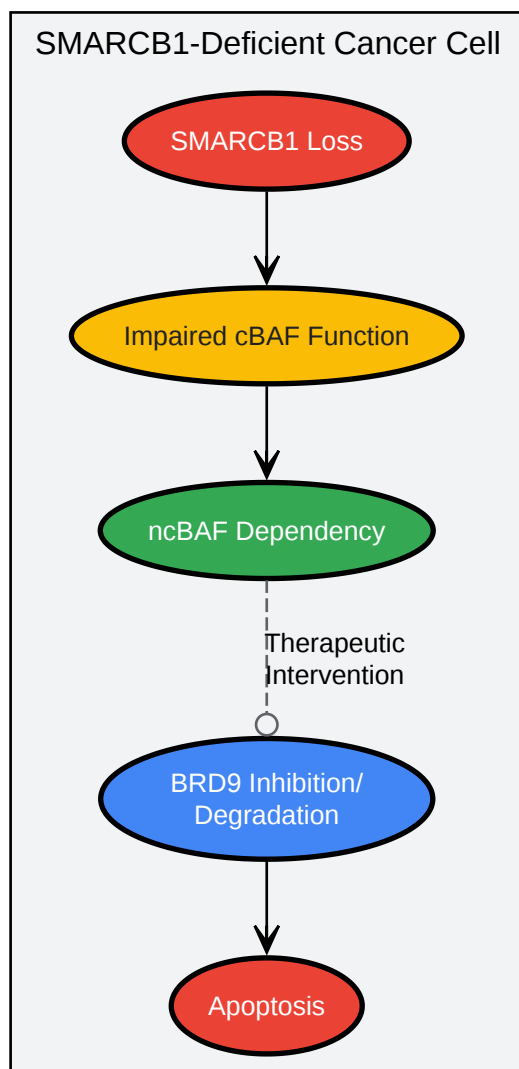 SMARCB1-Deficient Cancer Cell
SMARCB1 Loss
Impaired cBAF Function
ncBAF Dependency
Therapeutic
Intervention
BRD9 Inhibition/
Degradation
Apoptosis